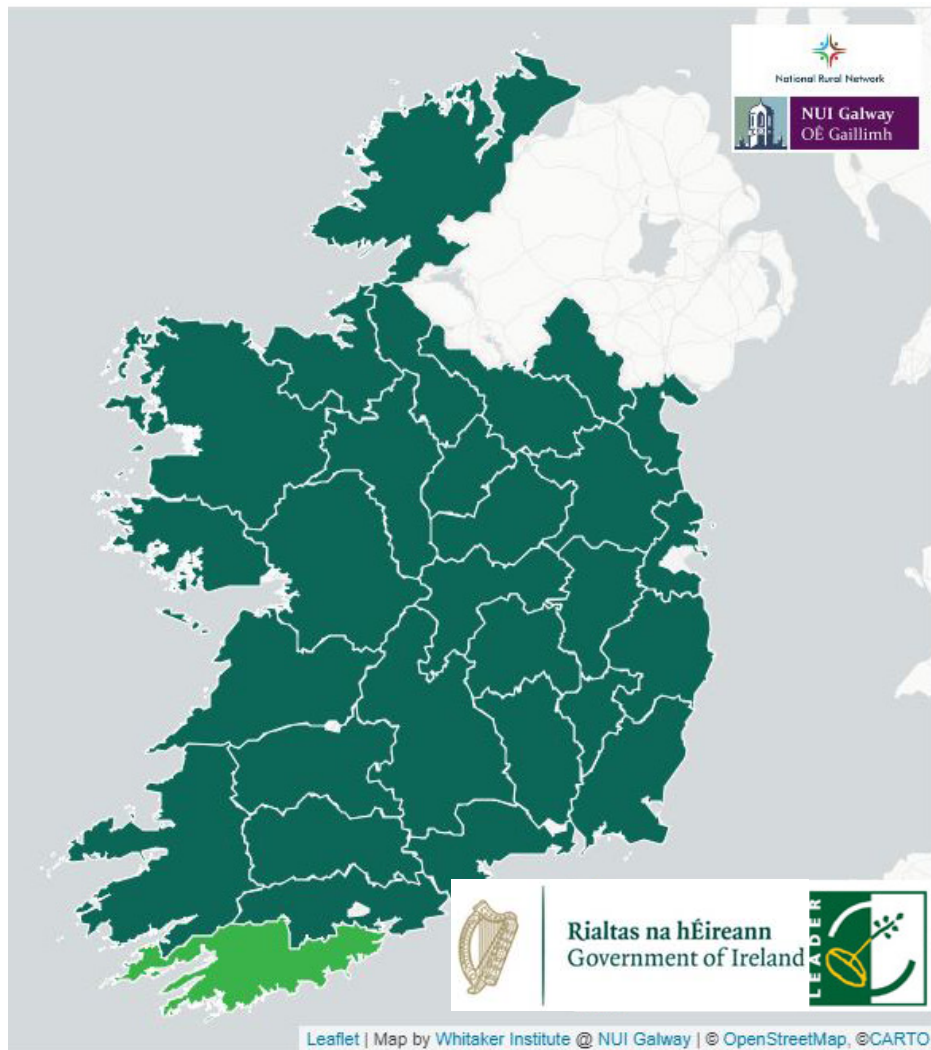 National Rural Network
NUI Galway
OÉ Gaillimh
Rialtas na hÉireann
Government of Ireland
LEADER
Leaflet | Map by Whitaker Institute @ NUI Galway | © OpenStreetMap, ©CARTO